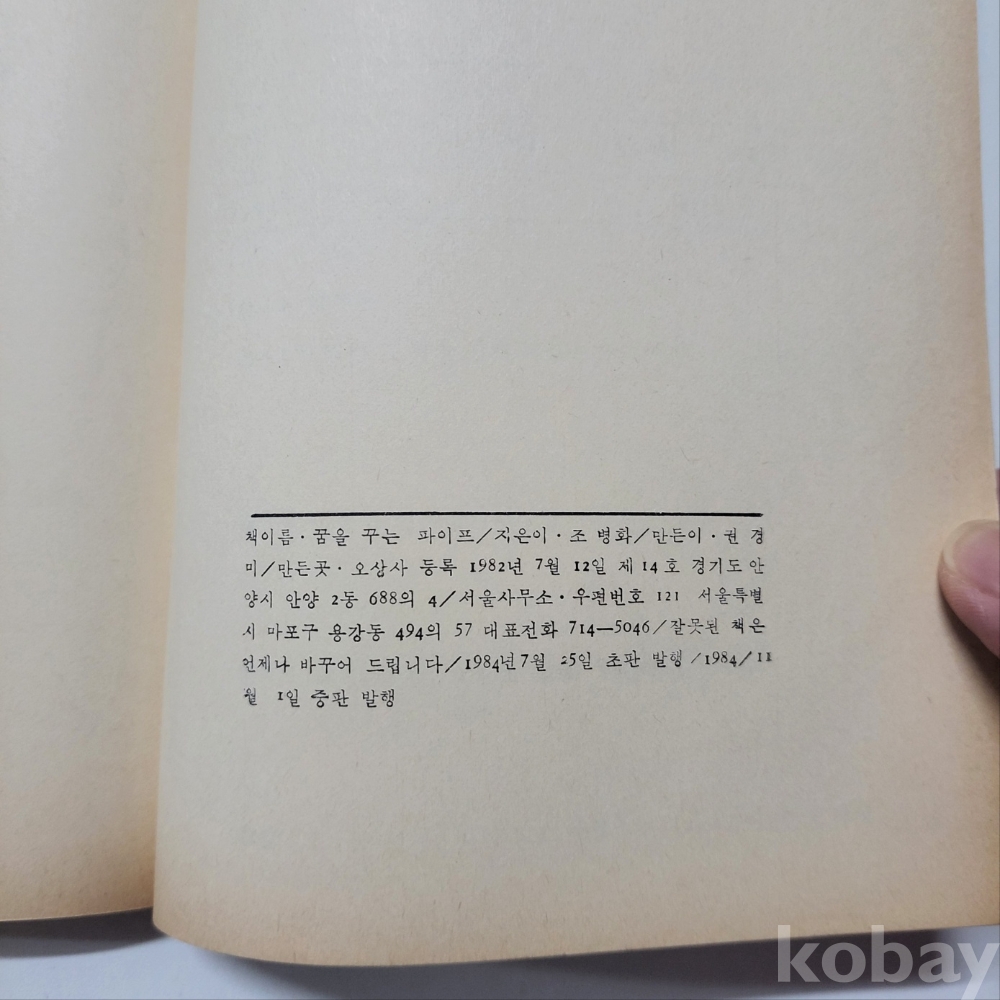 책이름·꿈을 꾸는 파이프/지은이·조 병화/만든이·권 경
미/만든곳·오상사 등록 1982년 7월 12일 제 14호 경기도 안
양시 안양 2동 688의 4/서울사무소·우편번호 121 서울특별
시 마포구 용강동 494의 57 대표전화 714—5046/잘못된 책은
언제나 바꾸어 드립니다/1984년 7월 25일 초판 발행/1984/11
월 1일 중판 발행
kobay